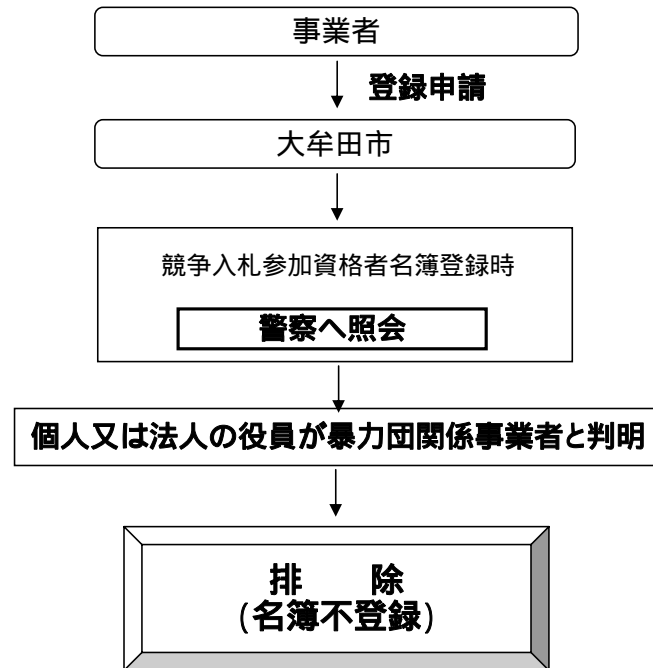 事業者
登録申請
大牟田市
競争入札参加資格者名簿登録時
警察へ照会
個人又は法人の役員が暴力団関係事業者と判明
排　　除
(名簿不登録)